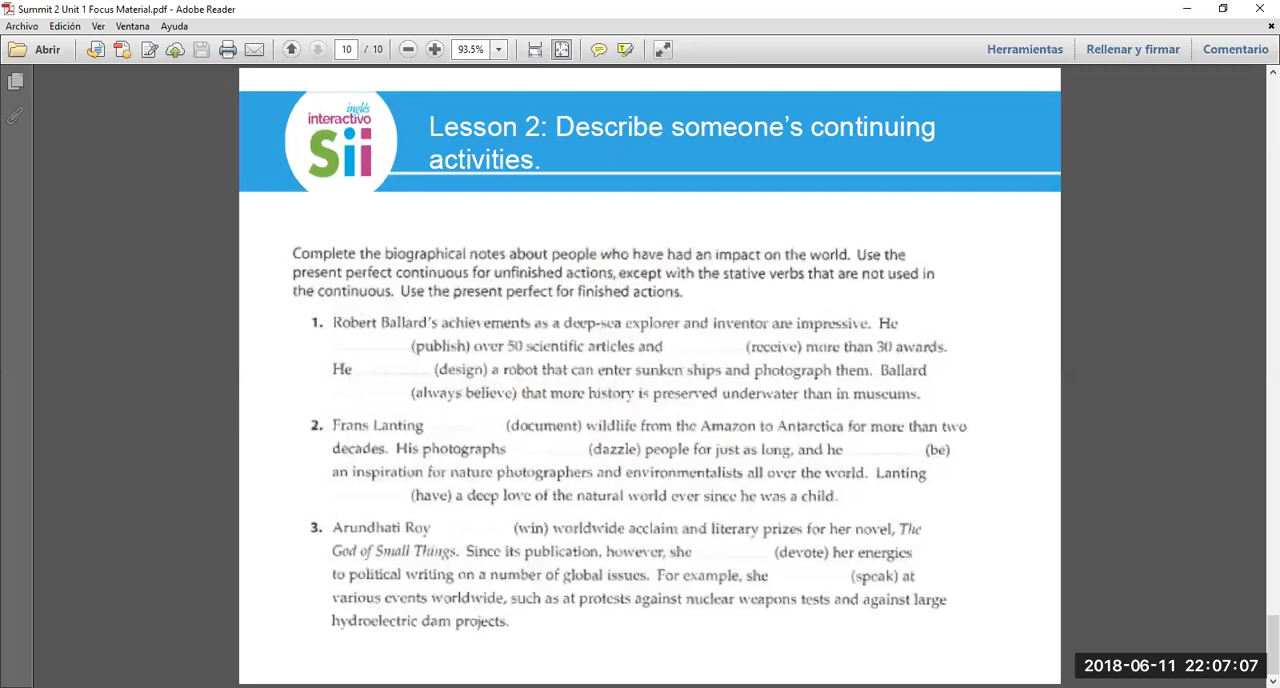 Summit 2 Unit 1 Focus Material.pdf - Adobe Reader
Archivo Edición Ver Ventana Ayuda
Abrir 10 / 10 93.5% Herramientas Rellenar y firmar Comentario
inglés
interactivo
Sii
Lesson 2: Describe someone's continuing
activities.
Complete the biographical notes about people who have had an impact on the world. Use the
present perfect continuous for unfinished actions, except with the stative verbs that are not used in
the continuous. Use the present perfect for finished actions.
1. Robert Ballard's achievements as a deep-sea explorer and inventor are impressive. He
(publish) over 50 scientific articles and (receive) more than 30 awards.
He (design) a robot that can enter sunken ships and photograph them. Ballard
(always believe) that more history is preserved underwater than in museums.
2. Frans Lanting (document) wildlife from the Amazon to Antarctica for more than two
decades. His photographs (dazzle) people for just as long, and he (be)
an inspiration for nature photographers and environmentalists all over the world. Lanting
(have) a deep love of the natural world ever since he was a child.
3. Arundhati Roy (win) worldwide acclaim and literary prizes for her novel, The
God of Small Things. Since its publication, however, she (devote) her energies
to political writing on a number of global issues. For example, she (speak) at
various events worldwide, such as at protests against nuclear weapons tests and against large
hydroelectric dam projects.
2018-06-11 22:07:07